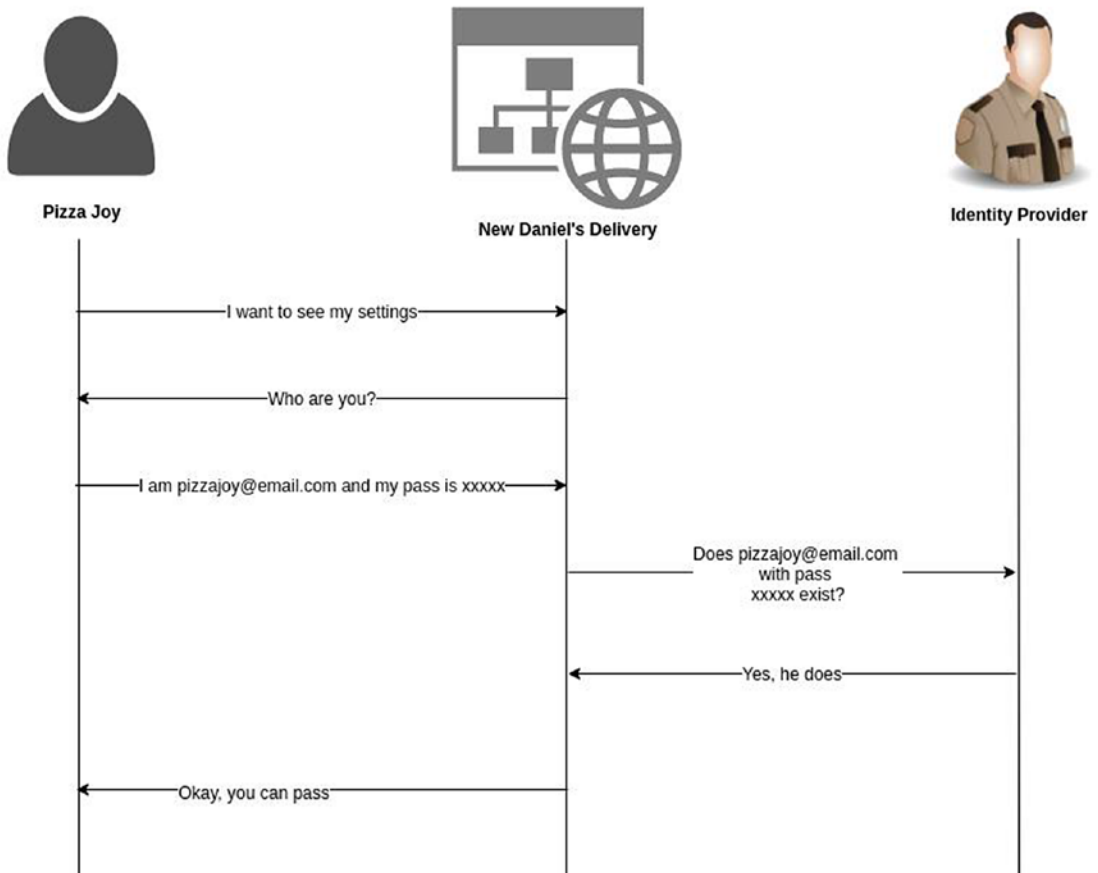 Pizza Joy
New Daniel's Delivery
Identity Provider
I want to see my settings
Who are you?
I am pizzajoy@email.com and my pass is xxxxx
Does pizzajoy@email.com
with pass
xxxxx exist?
Yes, he does
Okay, you can pass